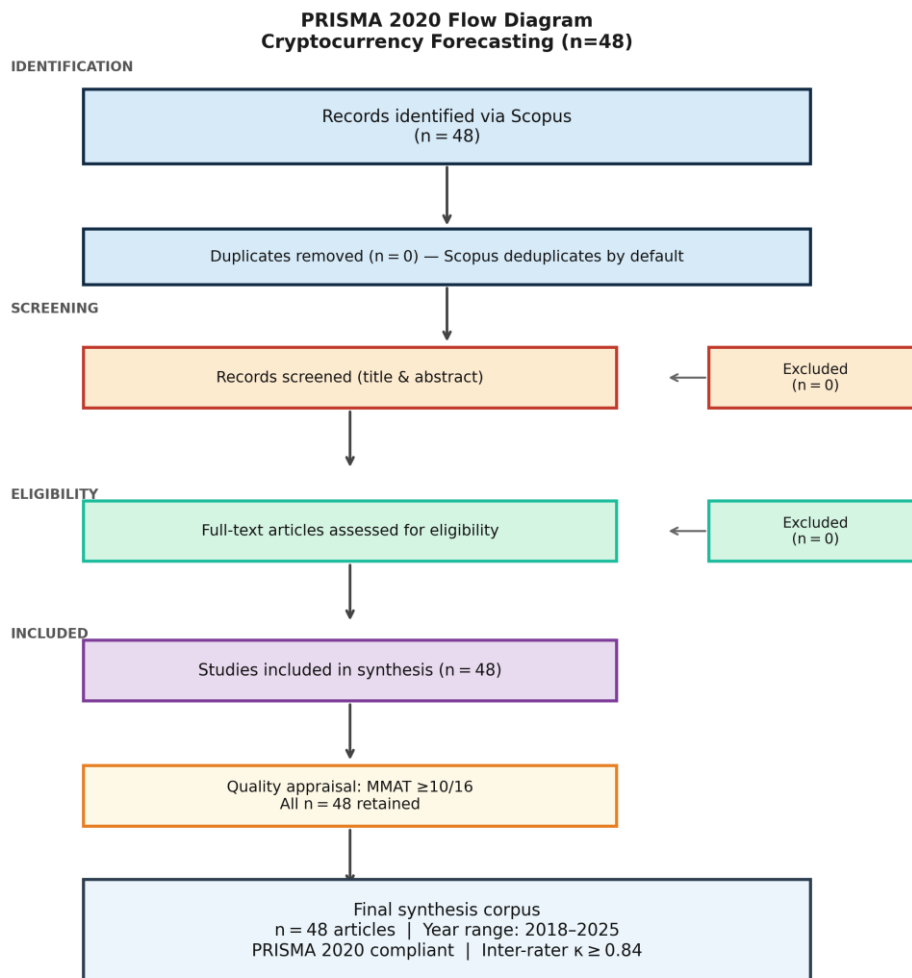 PRISMA 2020 Flow Diagram
Cryptocurrency Forecasting (n=48)
IDENTIFICATION
Records identified via Scopus
(n = 48)
Duplicates removed (n = 0) — Scopus deduplicates by default
SCREENING
Records screened (title & abstract)
Excluded
(n = 0)
ELIGIBILITY
Full-text articles assessed for eligibility
Excluded
(n = 0)
INCLUDED
Studies included in synthesis (n = 48)
Quality appraisal: MMAT ≥10/16
All n = 48 retained
Final synthesis corpus
n = 48 articles | Year range: 2018–2025
PRISMA 2020 compliant | Inter-rater κ ≥ 0.84